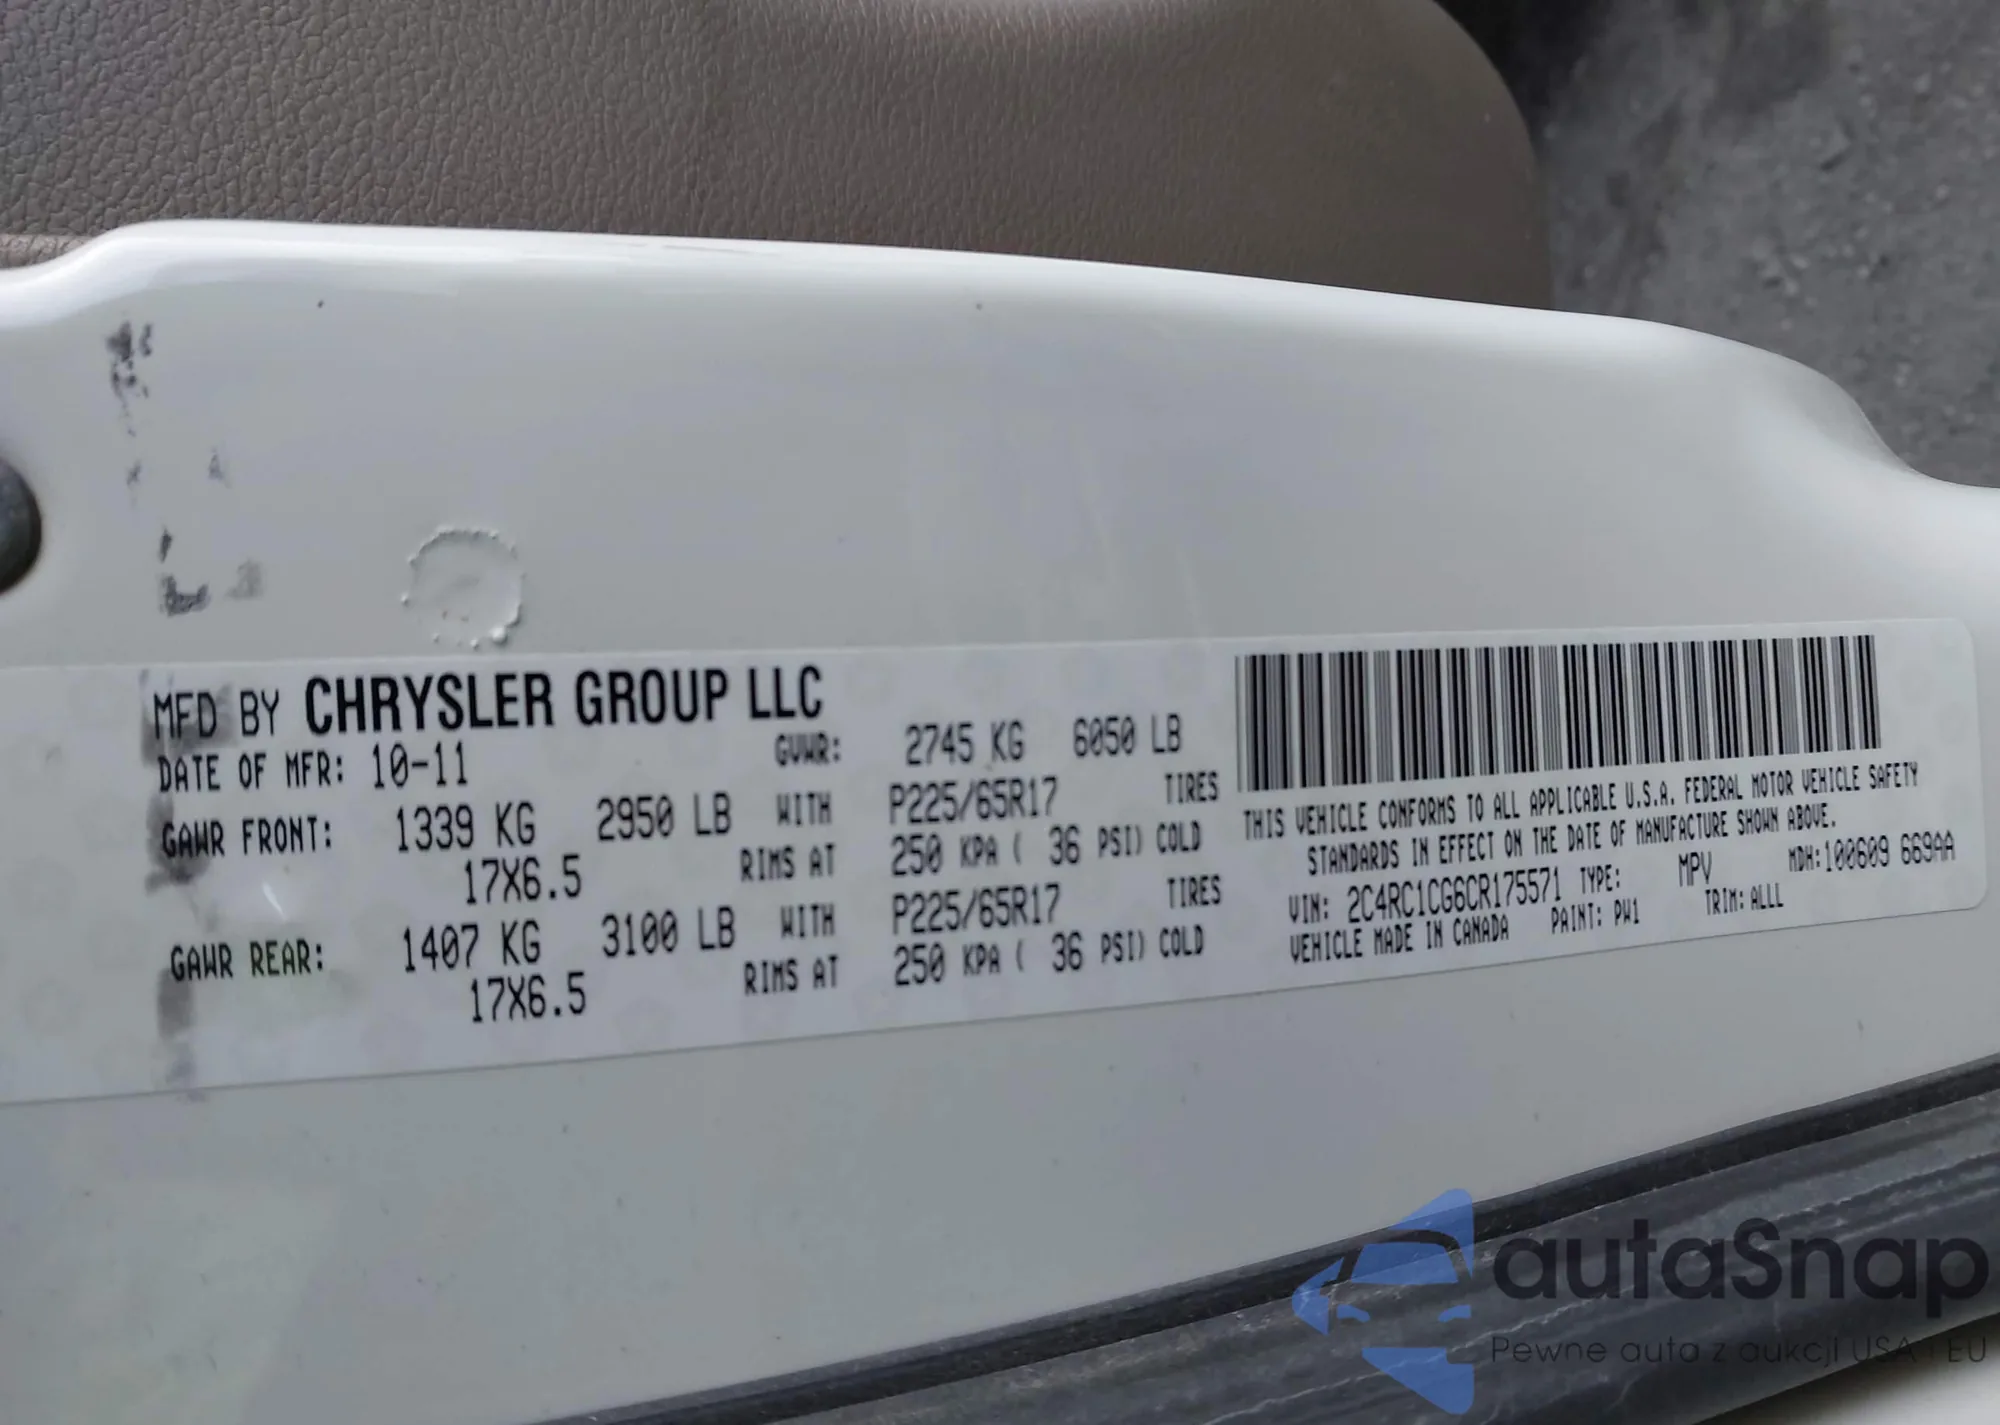 MFD BY CHRYSLER GROUP LLC
DATE OF MFR: 10-11 GVWR: 2745 KG 6050 LB
GAWR FRONT: 1339 KG 2950 LB WITH P225/65R17 TIRES
17X6.5 RIMS AT 250 KPA ( 36 PSI) COLD
GAWR REAR: 1407 KG 3100 LB WITH P225/65R17 TIRES
17X6.5 RIMS AT 250 KPA ( 36 PSI) COLD
THIS VEHICLE CONFORMS TO ALL APPLICABLE U.S.A. FEDERAL MOTOR VEHICLE SAFETY
STANDARDS IN EFFECT ON THE DATE OF MANUFACTURE SHOWN ABOVE.
VIN: 2C4RC1CG6CR175571 TYPE: MPV MDH: 100609 669AA
VEHICLE MADE IN CANADA PAINT: PW1 TRIM: ALLL
autaSnap
Pewne auta z aukcji USA i EU